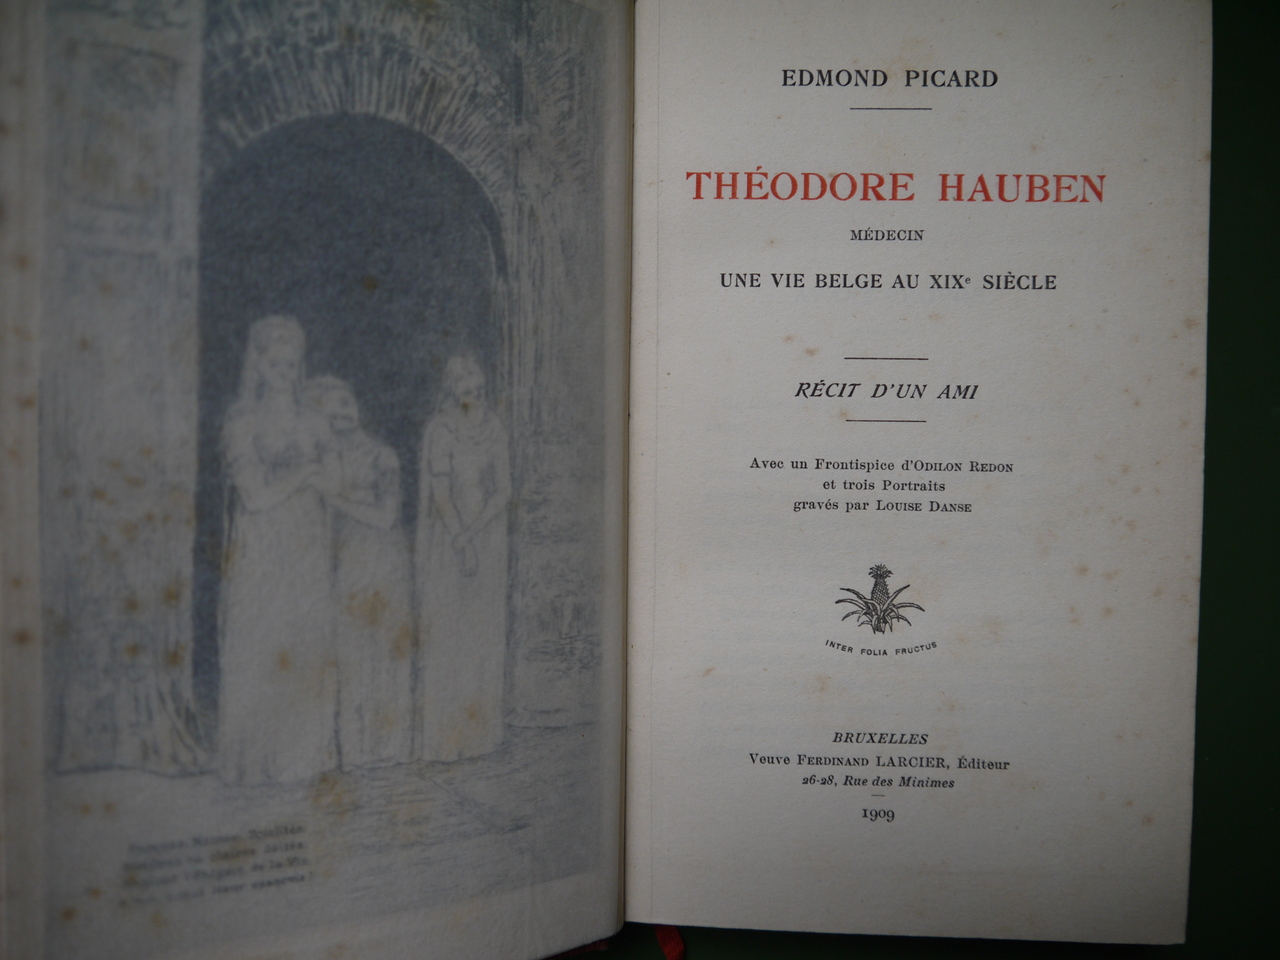 EDMOND PICARD
THÉODORE HAUBEN
MÉDECIN
UNE VIE BELGE AU XIXe SIÈCLE
RÉCIT D'UN AMI
Avec un Frontispice d'ODILON REDON
et trois Portraits
gravés par LOUISE DANSE
INTER FOLIA FRUCTUS
BRUXELLES
Veuve FERDINAND LARCIER, Éditeur
26-28, Rue des Minimes
1909